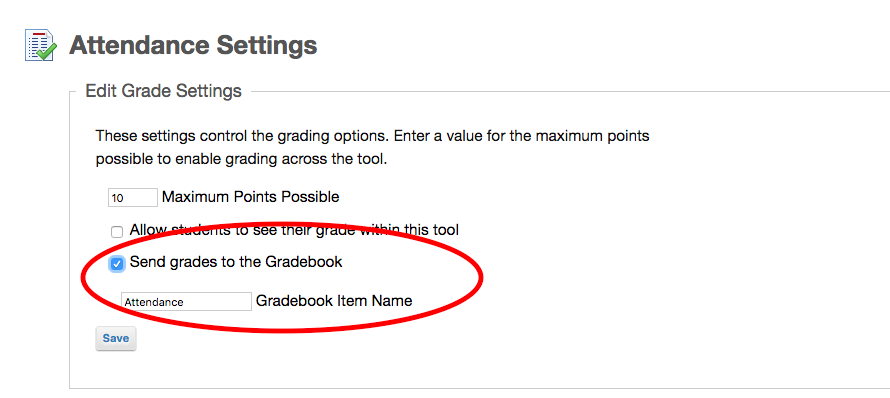 Attendance Settings
Edit Grade Settings
These settings control the grading options. Enter a value for the maximum points
possible to enable grading across the tool.
10 Maximum Points Possible
Allow students to see their grade within this tool
Send grades to the Gradebook
Attendance Gradebook Item Name
Save